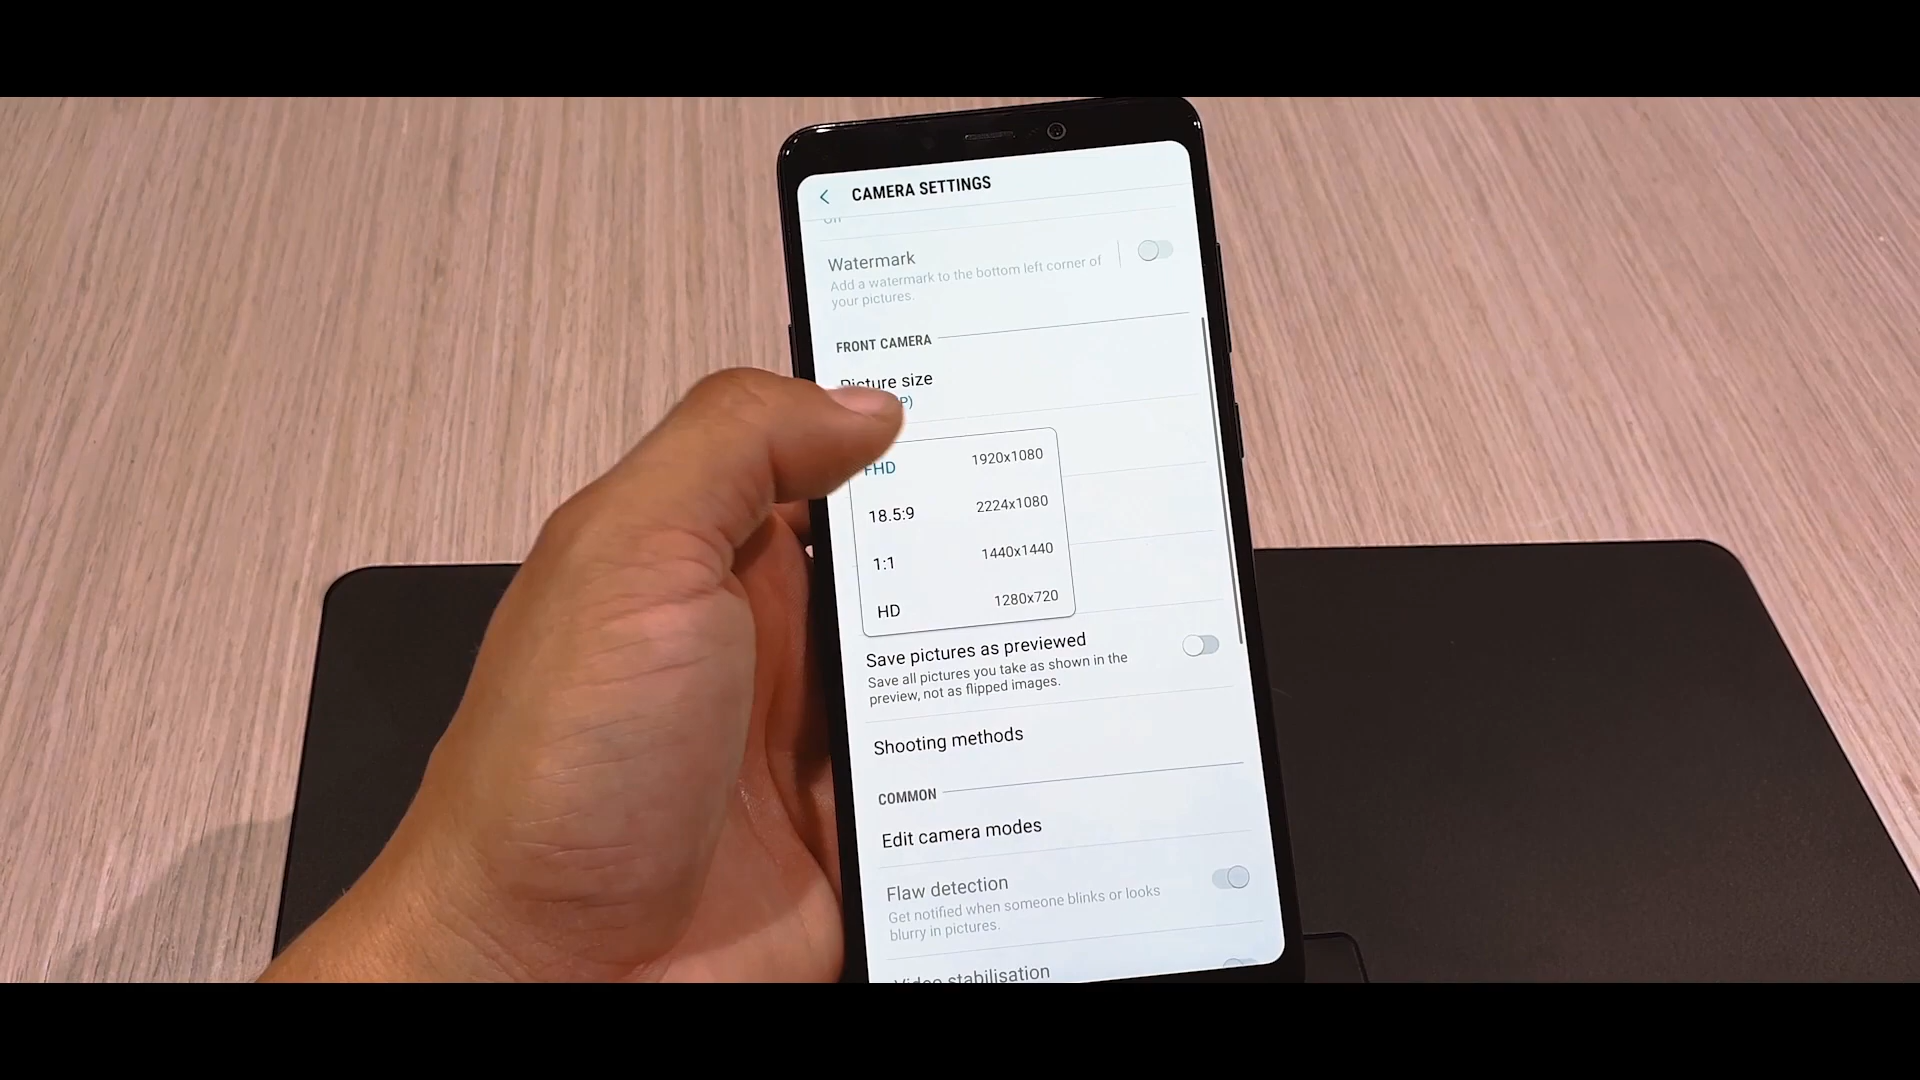 CAMERA SETTINGS
Watermark
Add a watermark to the bottom left corner of
your pictures.
FRONT CAMERA
Picture size
P)
FHD 1920x1080
18.5:9 2224x1080
1:1 1440x1440
HD 1280x720
Save pictures as previewed
Save all pictures you take as shown in the
preview, not as flipped images.
Shooting methods
COMMON
Edit camera modes
Flaw detection
Get notified when someone blinks or looks
blurry in pictures.
Video stabilisation